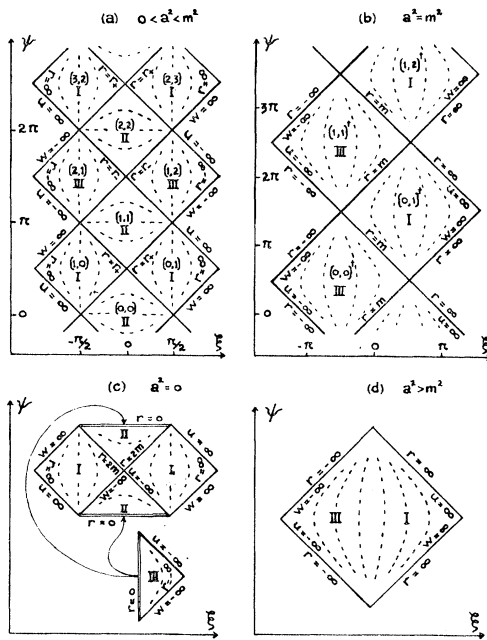 (a) 0 < a² < m²
(b) a² = m²
ψ
ψ
(3,2)
I
(2,3)
I
r = r₊
r = r₊
u = ∞
w = -∞
(2,2)
II
2π
(2,1)
III
(1,2)
III
r = r₋
r = r₋
w = ∞
u = ∞
w = -∞
(1,1)
II
π
(1,0)
I
(0,1)
I
r = r₊
r = r₊
w = ∞
u = ∞
(0,0)
II
0
-π/2
0
π/2
ξ
(1,2)
I
3π
r = m
r = ∞
(1,1)
III
r = -∞
2π
r = m
r = ∞
u = ∞
w = ∞
(0,1)
I
π
(0,0)
III
r = -∞
w = -∞
r = m
r = ∞
u = ∞
0
-π
0
π
ξ
(c) a² = 0
(d) a² > m²
ψ
ψ
r = 0
II
w = ∞
r = 2m
u = ∞
I
I
u = -∞
w = -∞
w = ∞
II
r = 0
III
r = 0
u = -∞
w = -∞
ξ
r = -∞
w = -∞
r = ∞
u = ∞
III
I
u = -∞
r = -∞
w = ∞
r = ∞
ξ